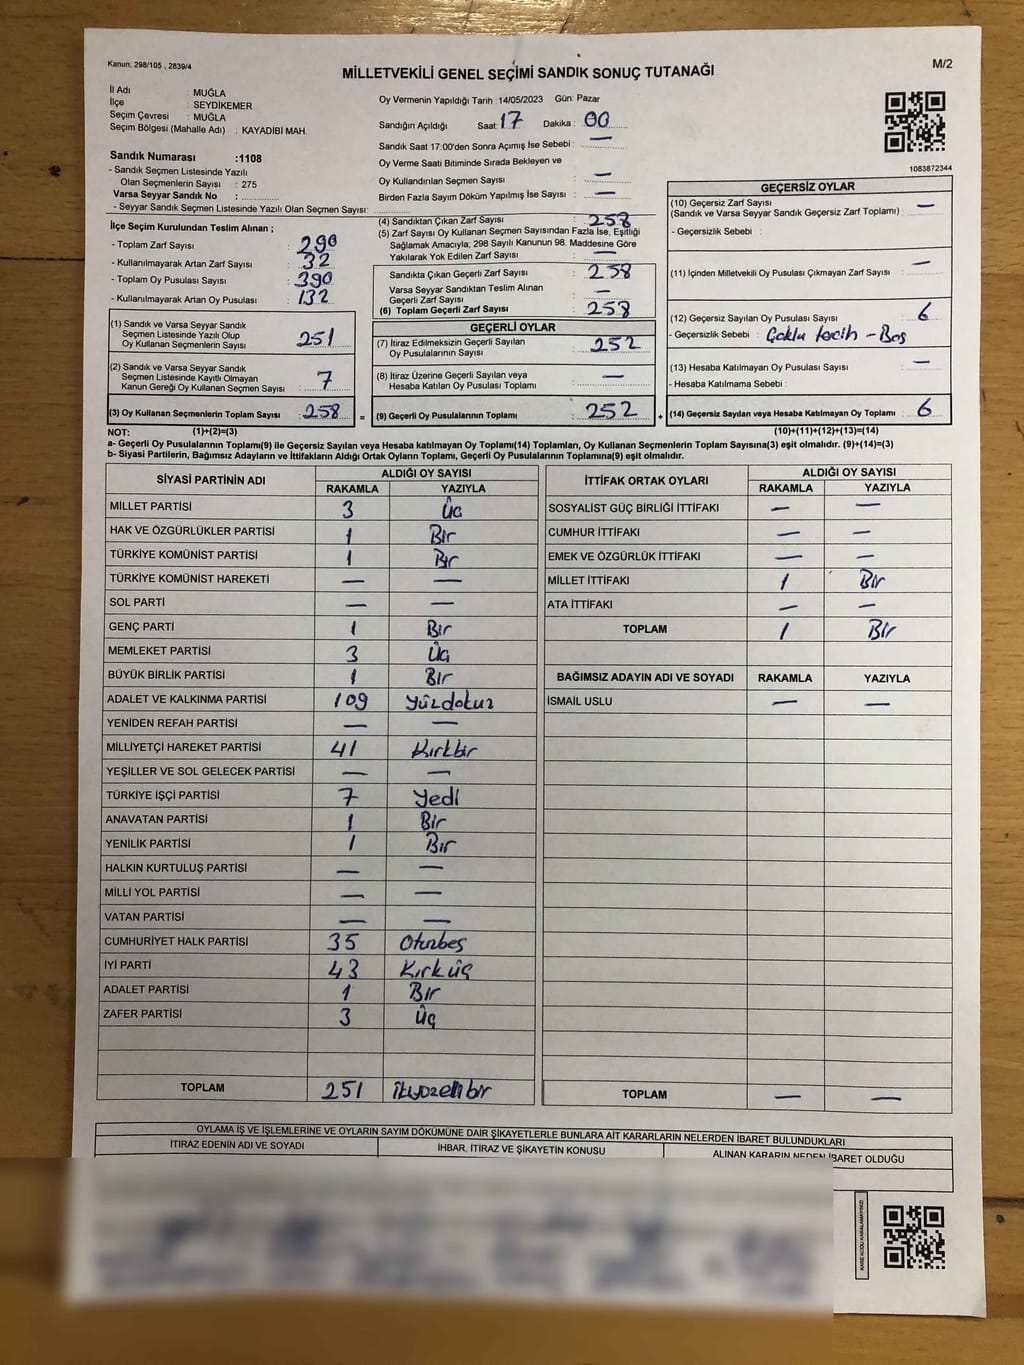 Kanun: 298/105 , 2839/4
M/2
MİLLETVEKİLİ GENEL SEÇİMİ SANDIK SONUÇ TUTANAĞI
İl Adı : MUĞLA
İlçe : SEYDİKEMER
Seçim Çevresi : MUĞLA
Seçim Bölgesi (Mahalle Adı) : KAYADİBİ MAH.
Sandık Numarası :1108
- Sandık Seçmen Listesinde Yazılı
Olan Seçmenlerin Sayısı : 275
Varsa Seyyar Sandık No :
- Seyyar Sandık Seçmen Listesinde Yazılı Olan Seçmen Sayısı:
Oy Vermenin Yapıldığı Tarih :14/05/2023 Gün: Pazar
Sandığın Açıldığı Saat: 17 Dakika : 00
Sandık Saat 17:00'den Sonra Açımış İse Sebebi : —
Oy Verme Saati Bitiminde Sırada Bekleyen ve
Oy Kullandırılan Seçmen Sayısı : —
Birden Fazla Sayım Döküm Yapılmış İse Sayısı : —
1083872344
İlçe Seçim Kurulundan Teslim Alınan ;
- Toplam Zarf Sayısı : 290
- Kullanılmayarak Artan Zarf Sayısı : 32
- Toplam Oy Pusulası Sayısı : 390
- Kullanılmayarak Artan Oy Pusulası : 132
(4) Sandıktan Çıkan Zarf Sayısı : 258
(5) Zarf Sayısı Oy Kullanan Seçmen Sayısından Fazla İse, Eşitliği
Sağlamak Amacıyla, 298 Sayılı Kanunun 98. Maddesine Göre
Yakılarak Yok Edilen Zarf Sayısı : —
Sandıkta Çıkan Geçerli Zarf Sayısı : 258
Varsa Seyyar Sandıktan Teslim Alınan
Geçerli Zarf Sayısı : —
(6) Toplam Geçerli Zarf Sayısı : 258
GEÇERSİZ OYLAR
(10) Geçersiz Zarf Sayısı
(Sandık ve Varsa Seyyar Sandık Geçersiz Zarf Toplamı) : —
- Geçersizlik Sebebi :
(11) İçinden Milletvekili Oy Pusulası Çıkmayan Zarf Sayısı : —
(12) Geçersiz Sayılan Oy Pusulası Sayısı : 6
- Geçersizlik Sebebi : Çoklu tecih - Boş
(13) Hesaba Katılmayan Oy Pusulası Sayısı : —
- Hesaba Katılmama Sebebi :
(1) Sandık ve Varsa Seyyar Sandık
Seçmen Listesinde Yazılı Olup
Oy Kullanan Seçmenlerin Sayısı : 251
(2) Sandık ve Varsa Seyyar Sandık
Seçmen Listesinde Kayıtlı Olmayan
Kanun Gereği Oy Kullanan Seçmen Sayısı : 7
GEÇERLİ OYLAR
(7) İtiraz Edilmeksizin Geçerli Sayılan
Oy Pusulalarının Sayısı : 252
(8) İtiraz Üzerine Geçerli Sayılan veya
Hesaba Katılan Oy Pusulası Toplamı : —
(3) Oy Kullanan Seçmenlerin Toplam Sayısı : 258 = (9) Geçerli Oy Pusulalarının Toplamı : 252 + (14) Geçersiz Sayılan veya Hesaba Katılmayan Oy Toplamı : 6
NOT: (1)+(2)=(3) (10)+(11)+(12)+(13)=(14)
a- Geçerli Oy Pusulalarının Toplamı(9) ile Geçersiz Sayılan veya Hesaba katılmayan Oy Toplamı(14) Toplamları, Oy Kullanan Seçmenlerin Toplam Sayısına(3) eşit olmalıdır. (9)+(14)=(3)
b- Siyasi Partilerin, Bağımsız Adayların ve İttifakların Aldığı Ortak Oyların Toplamı, Geçerli Oy Pusulalarının Toplamına(9) eşit olmalıdır.
SİYASİ PARTİNİN ADI ALDIĞI OY SAYISI
RAKAMLA YAZIYLA
MİLLET PARTİSİ 3 Üç
HAK VE ÖZGÜRLÜKLER PARTİSİ 1 Bir
TÜRKİYE KOMÜNİST PARTİSİ 1 Bir
TÜRKİYE KOMÜNİST HAREKETİ — —
SOL PARTİ — —
GENÇ PARTİ 1 Bir
MEMLEKET PARTİSİ 3 Üç
BÜYÜK BİRLİK PARTİSİ 1 Bir
ADALET VE KALKINMA PARTİSİ 109 Yüzdokuz
YENİDEN REFAH PARTİSİ — —
MİLLİYETÇİ HAREKET PARTİSİ 41 Kırkbir
YEŞİLLER VE SOL GELECEK PARTİSİ — —
TÜRKİYE İŞÇİ PARTİSİ 7 Yedi
ANAVATAN PARTİSİ 1 Bir
YENİLİK PARTİSİ 1 Bir
HALKIN KURTULUŞ PARTİSİ — —
MİLLİ YOL PARTİSİ — —
VATAN PARTİSİ — —
CUMHURİYET HALK PARTİSİ 35 Otuzbeş
İYİ PARTİ 43 Kırküç
ADALET PARTİSİ 1 Bir
ZAFER PARTİSİ 3 Üç
TOPLAM 251 İkiyüzellibir
İTTİFAK ORTAK OYLARI ALDIĞI OY SAYISI
RAKAMLA YAZIYLA
SOSYALİST GÜÇ BİRLİĞİ İTTİFAKI — —
CUMHUR İTTİFAKI — —
EMEK VE ÖZGÜRLÜK İTTİFAKI — —
MİLLET İTTİFAKI 1 Bir
ATA İTTİFAKI — —
TOPLAM 1 Bir
BAĞIMSIZ ADAYIN ADI VE SOYADI RAKAMLA YAZIYLA
İSMAİL USLU — —
TOPLAM — —
OYLAMA İŞ VE İŞLEMLERİNE VE OYLARIN SAYIM DÖKÜMÜNE DAİR ŞİKAYETLERLE BUNLARA AİT KARARLARIN NELERDEN İBARET BULUNDUKLARI
İTİRAZ EDENİN ADI VE SOYADI İHBAR, İTİRAZ VE ŞİKAYETİN KONUSU ALINAN KARARIN NEDEN İBARET OLDUĞU
KAREKODU KARALAMAYINIZ!